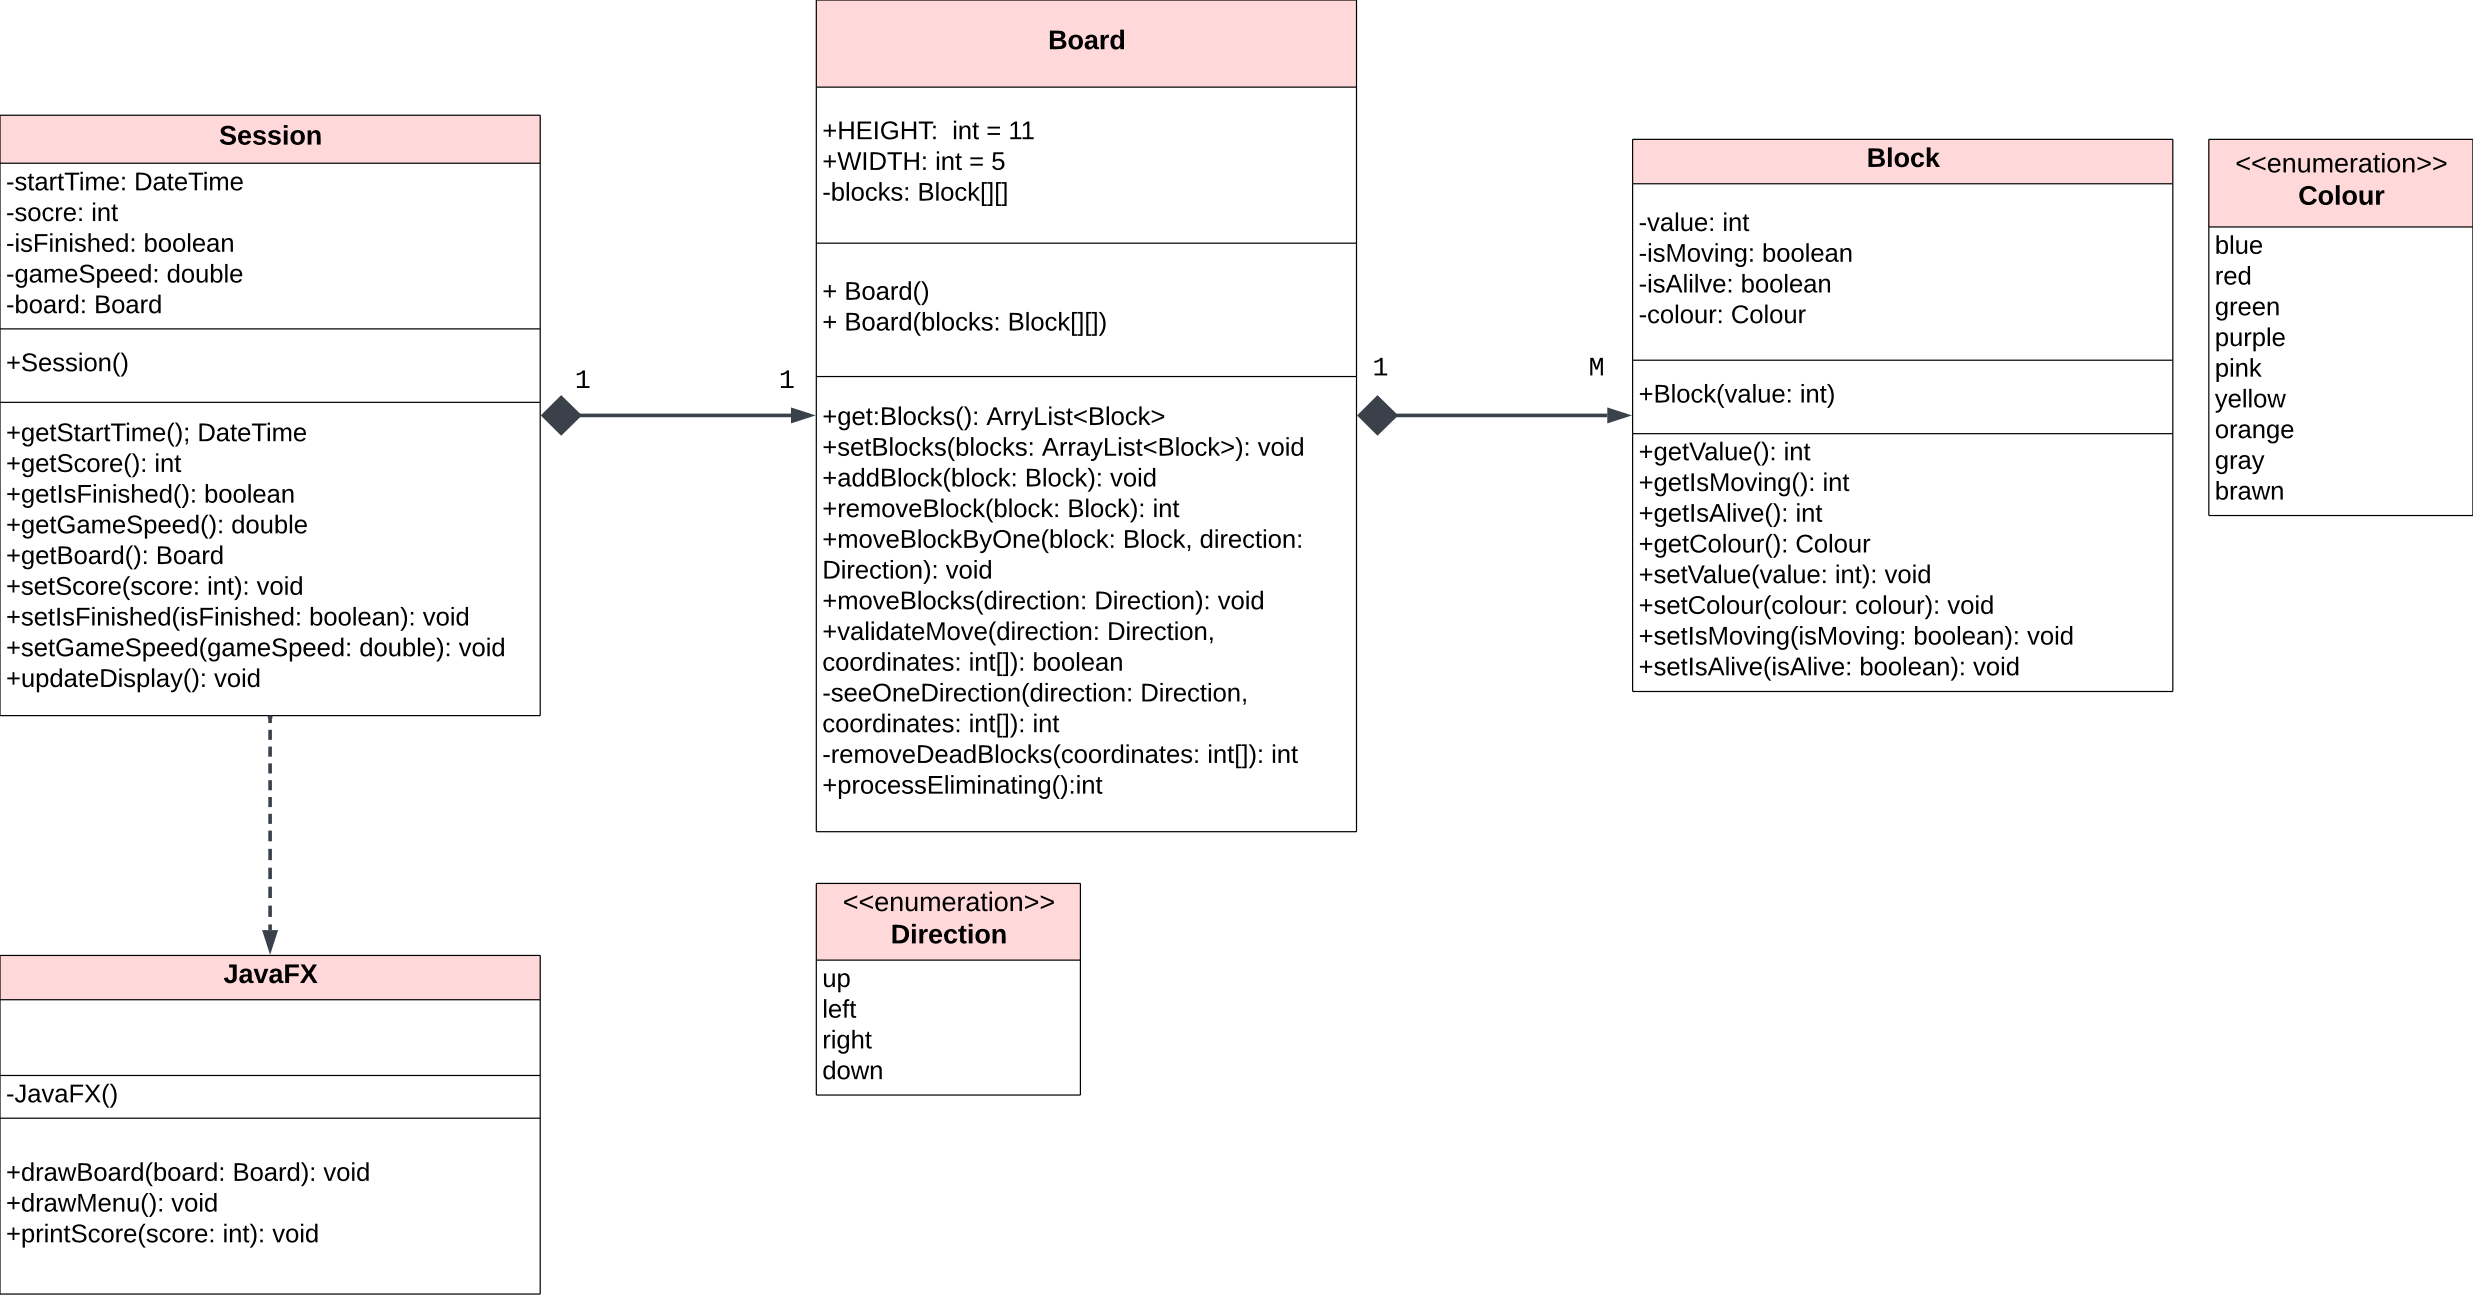 Session
-startTime: DateTime
-socre: int
-isFinished: boolean
-gameSpeed: double
-board: Board
+Session()
+getStartTime(); DateTime
+getScore(): int
+getIsFinished(): boolean
+getGameSpeed(): double
+getBoard(): Board
+setScore(score: int): void
+setIsFinished(isFinished: boolean): void
+setGameSpeed(gameSpeed: double): void
+updateDisplay(): void
1
1
Board
+HEIGHT:  int = 11
+WIDTH: int = 5
-blocks: Block[][]
+ Board()
+ Board(blocks: Block[][])
+get:Blocks(): ArryList<Block>
+setBlocks(blocks: ArrayList<Block>): void
+addBlock(block: Block): void
+removeBlock(block: Block): int
+moveBlockByOne(block: Block, direction:
Direction): void
+moveBlocks(direction: Direction): void
+validateMove(direction: Direction,
coordinates: int[]): boolean
-seeOneDirection(direction: Direction,
coordinates: int[]): int
-removeDeadBlocks(coordinates: int[]): int
+processEliminating():int
1
M
Block
-value: int
-isMoving: boolean
-isAlilve: boolean
-colour: Colour
+Block(value: int)
+getValue(): int
+getIsMoving(): int
+getIsAlive(): int
+getColour(): Colour
+setValue(value: int): void
+setColour(colour: colour): void
+setIsMoving(isMoving: boolean): void
+setIsAlive(isAlive: boolean): void
<<enumeration>>
Colour
blue
red
green
purple
pink
yellow
orange
gray
brawn
JavaFX
-JavaFX()
+drawBoard(board: Board): void
+drawMenu(): void
+printScore(score: int): void
<<enumeration>>
Direction
up
left
right
down